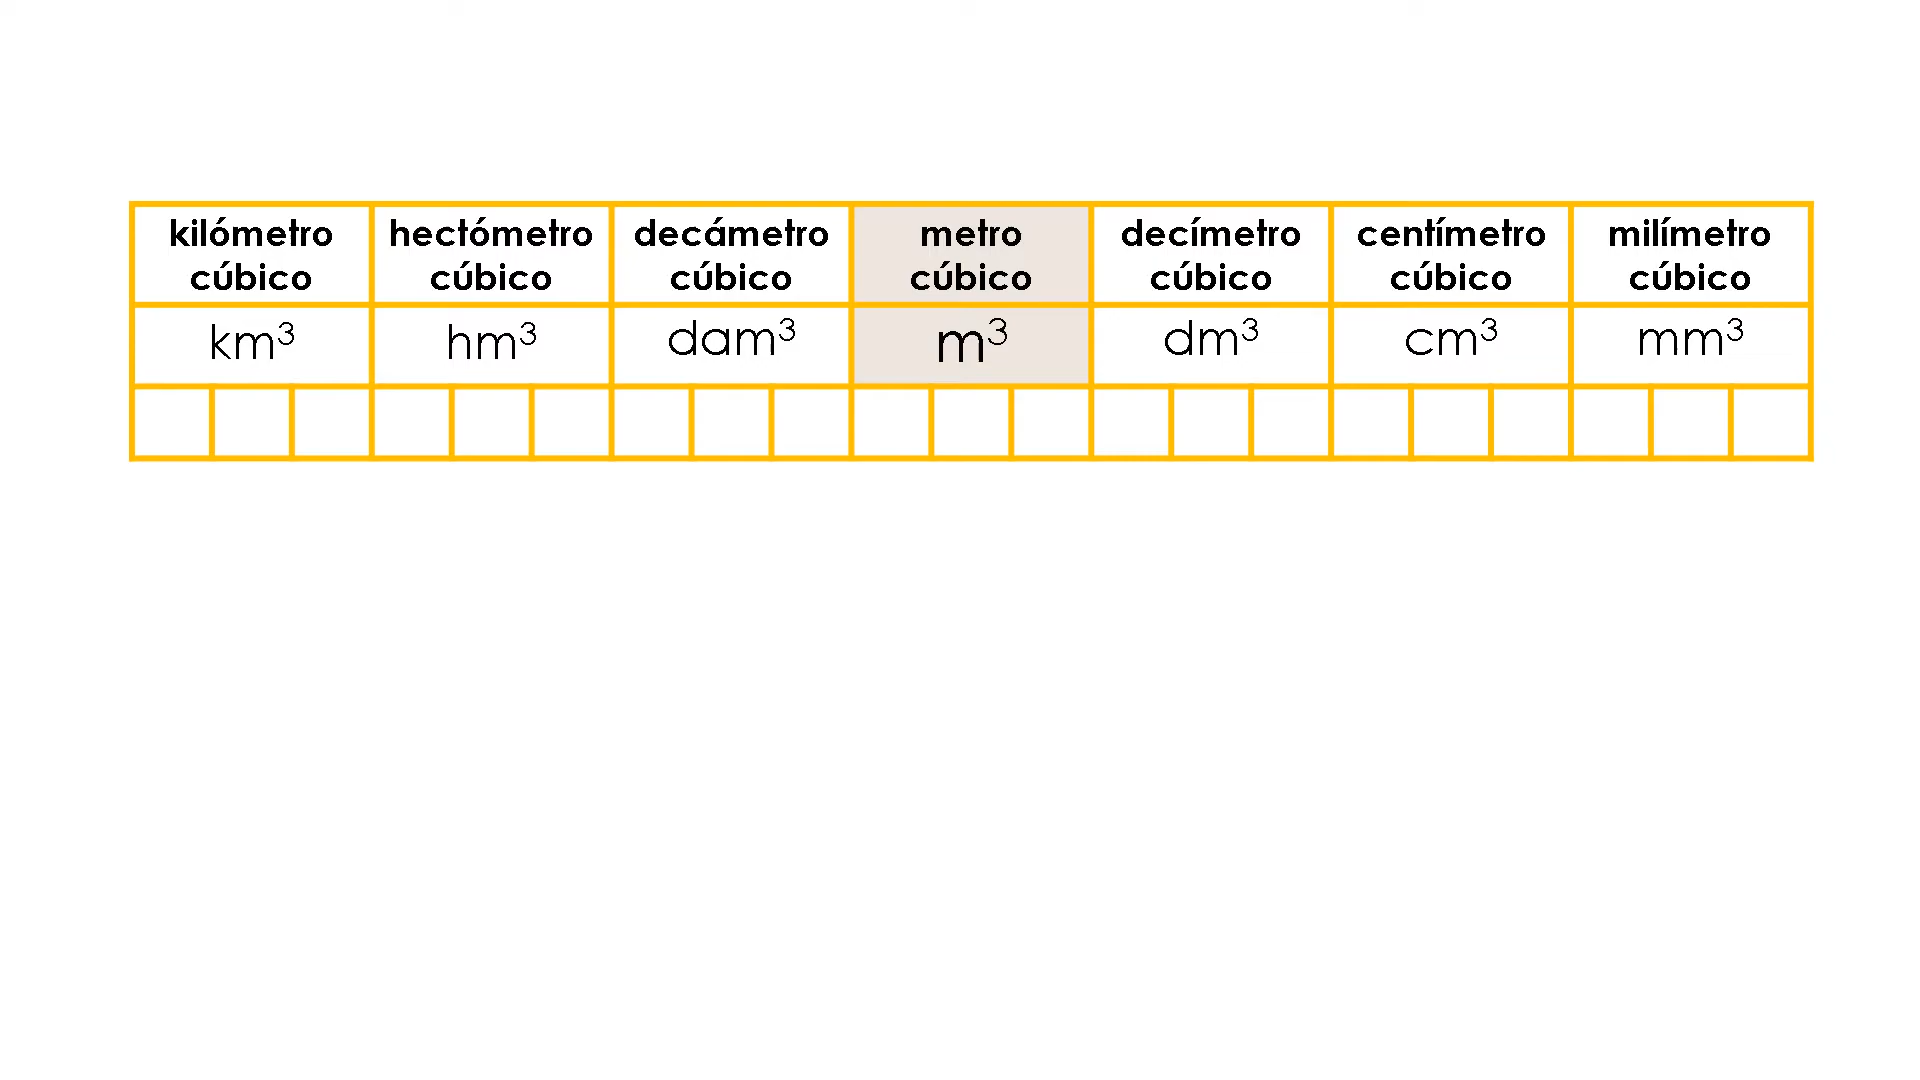 kilómetro hectómetro decámetro metro decímetro centímetro milímetro
cúbico cúbico cúbico cúbico cúbico cúbico cúbico
km³ hm³ dam³ m³ dm³ cm³ mm³